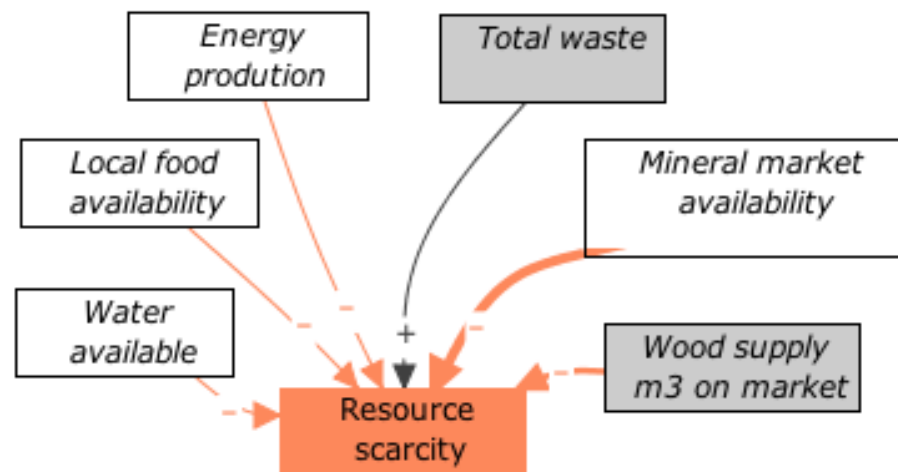 Energy
prodution
Total waste
Local food
availability
Mineral market
availability
Water
available
-
-
+
-
Wood supply
m3 on market
-
-
Resource
scarcity